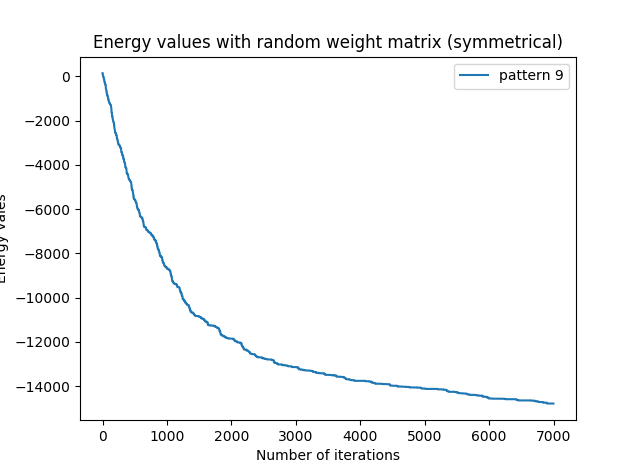 Energy values with random weight matrix (symmetrical)
pattern 9
0
−2000
−4000
−6000
−8000
−10000
−12000
−14000
Energy vales
0 1000 2000 3000 4000 5000 6000 7000
Number of iterations